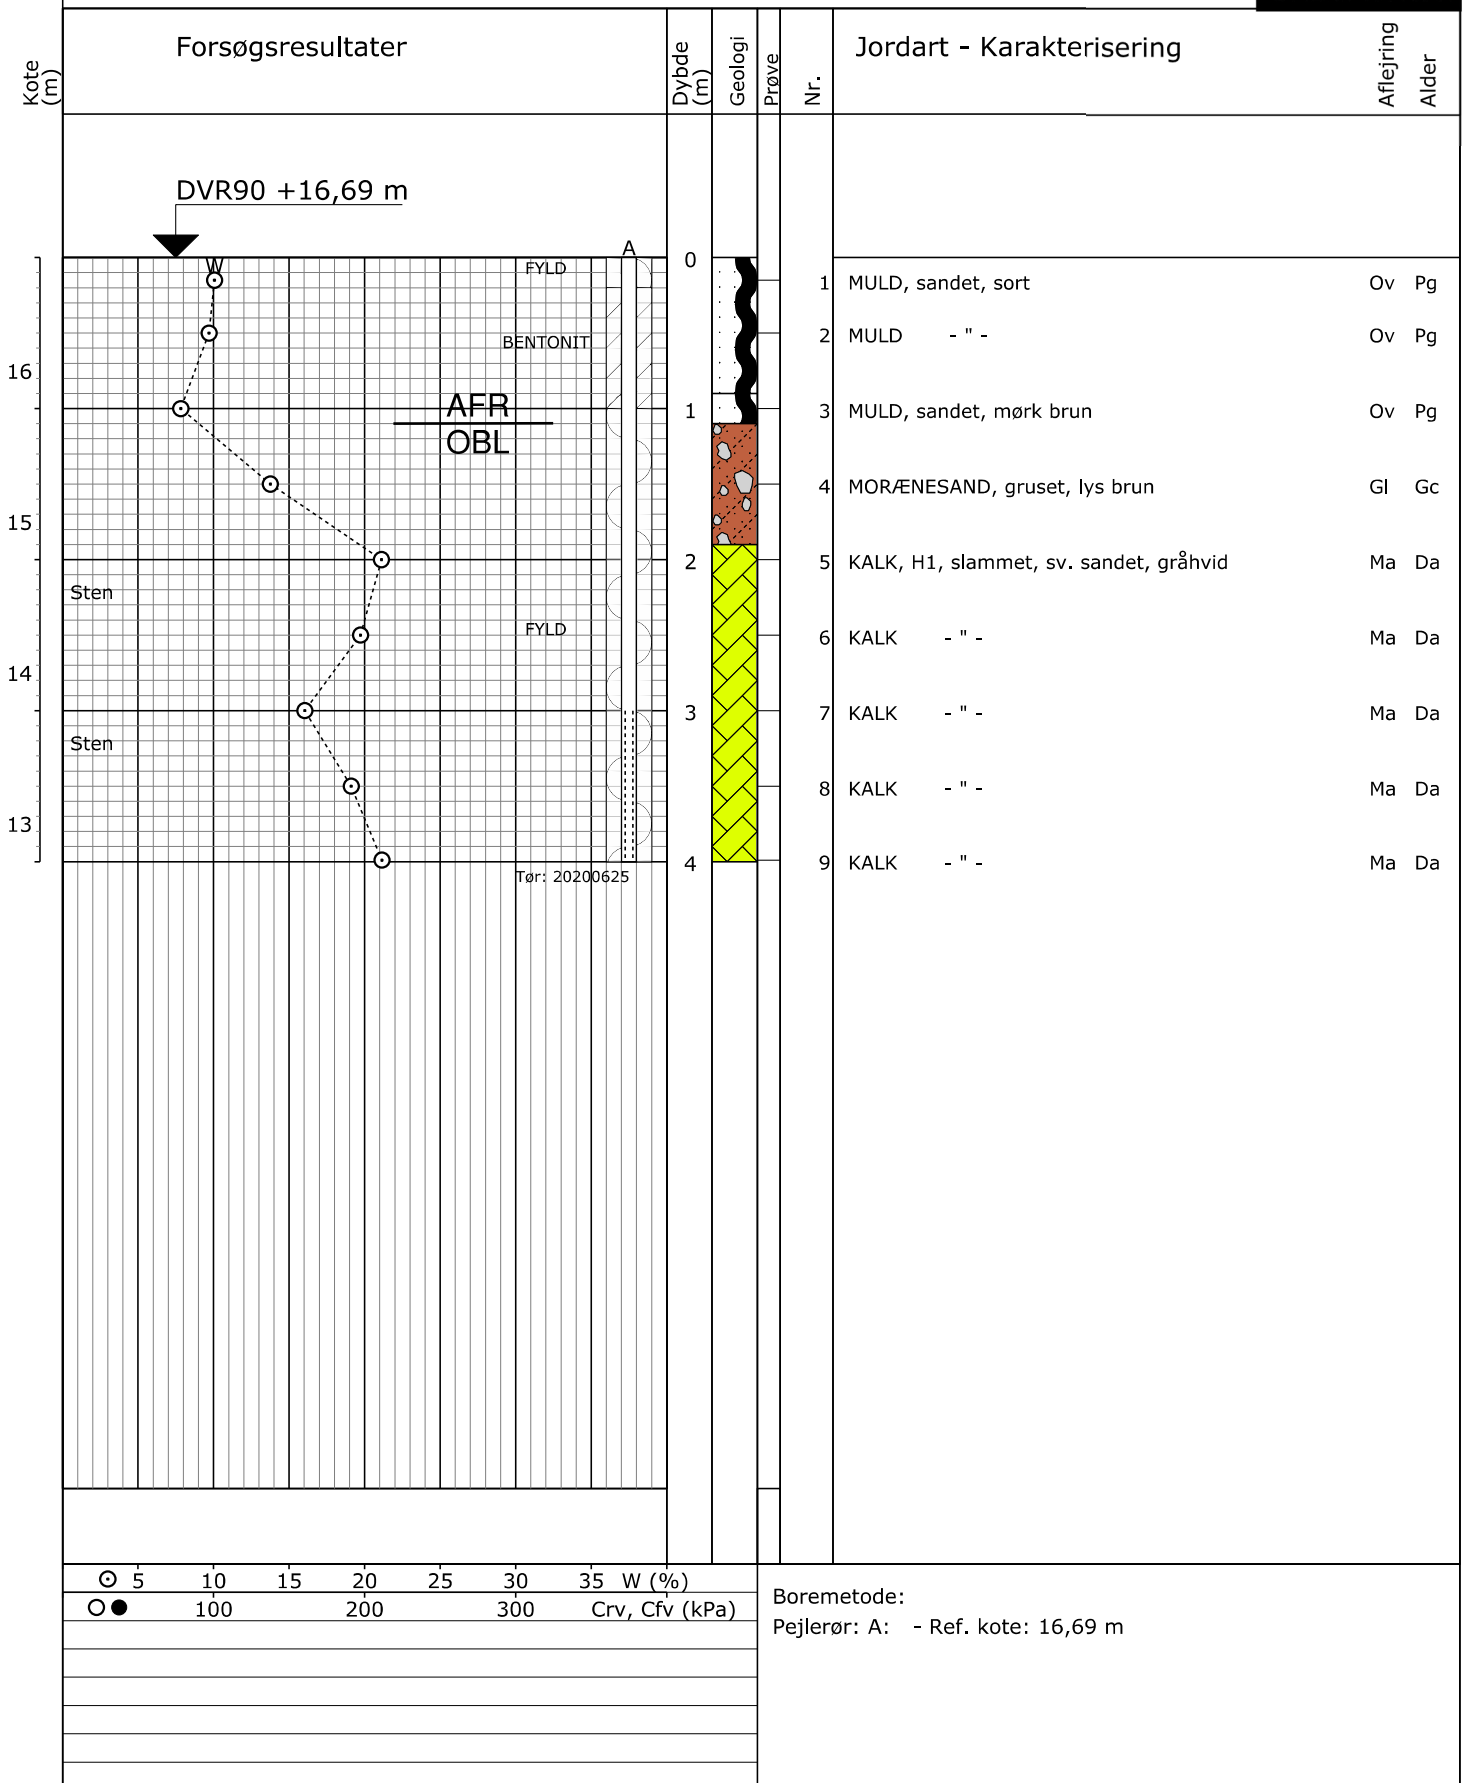 Kote (m)
Forsøgsresultater
Dybde (m)
Geologi
Prøve
Nr.
Jordart - Karakterisering
Aflejring
Alder
DVR90 +16,69 m
A
W
FYLD
0
1 MULD, sandet, sort Ov Pg
2 MULD - " - Ov Pg
BENTONIT
16
AFR
1
3 MULD, sandet, mørk brun Ov Pg
OBL
4 MORÆNESAND, gruset, lys brun Gl Gc
15
2
5 KALK, H1, slammet, sv. sandet, gråhvid Ma Da
Sten
FYLD
6 KALK - " - Ma Da
14
3
7 KALK - " - Ma Da
Sten
8 KALK - " - Ma Da
13
4
9 KALK - " - Ma Da
Tør: 20200625
5 10 15 20 25 30 35 W (%)
100 200 300 Crv, Cfv (kPa)
Boremetode:
Pejlerør: A: - Ref. kote: 16,69 m